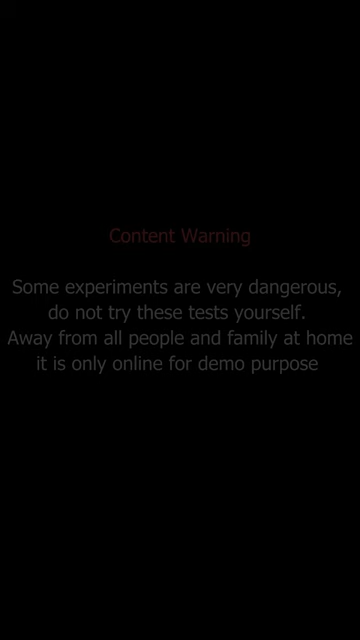 Content Warning
Some experiments are very dangerous,
do not try these tests yourself.
Away from all people and family at home
it is only online for demo purpose